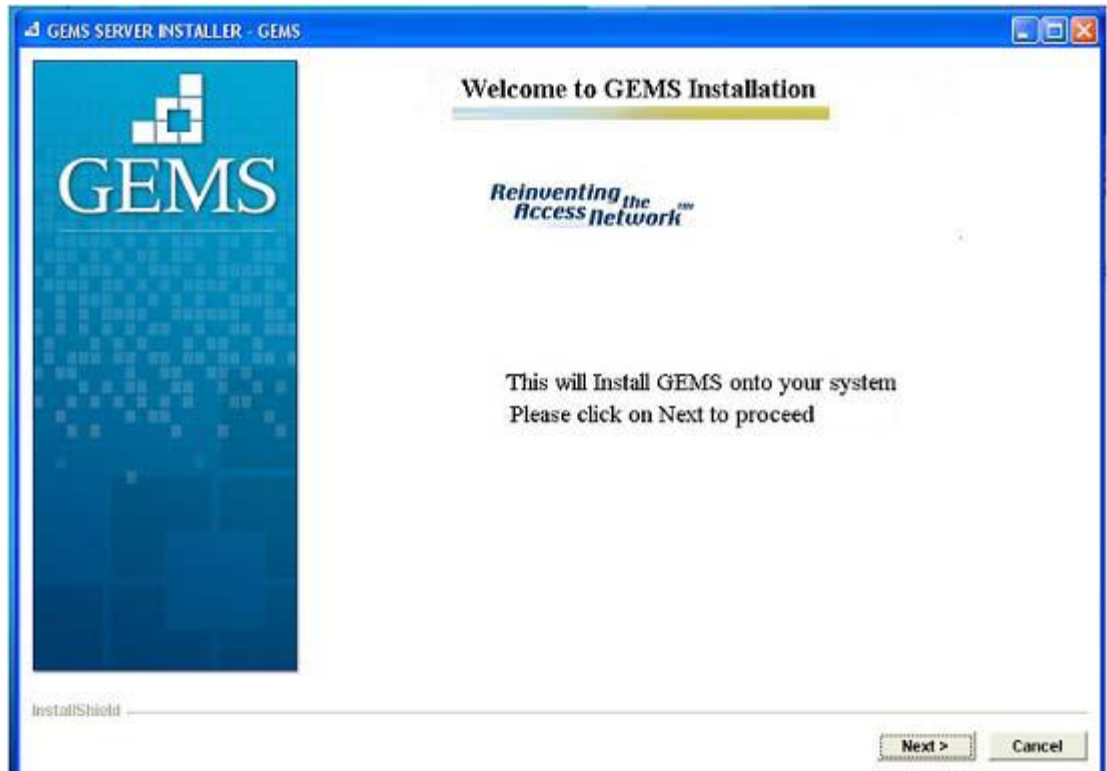 GEMS SERVER INSTALLER - GEMS
GEMS
Welcome to GEMS Installation
Reinventing the
Access Network™
This will Install GEMS onto your system
Please click on Next to proceed
InstallShield
Next >
Cancel